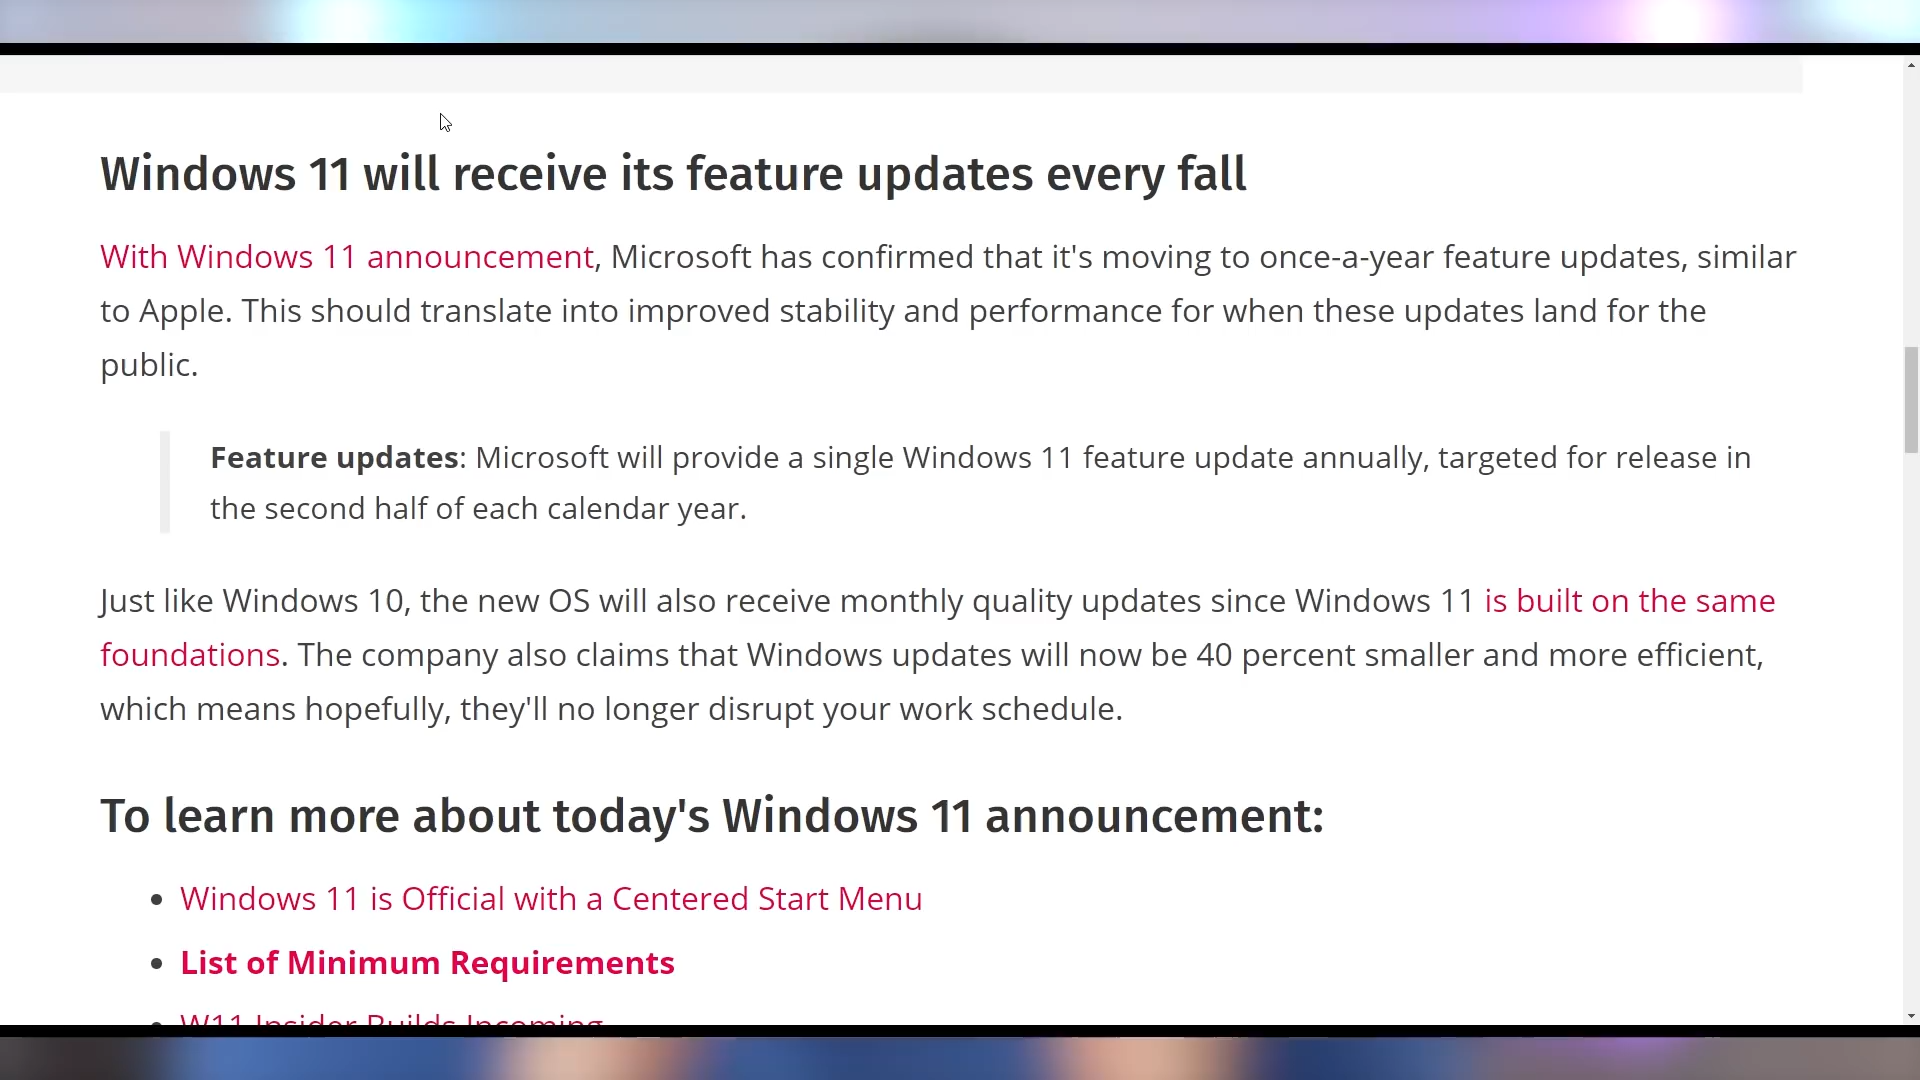 Windows 11 will receive its feature updates every fall
With Windows 11 announcement, Microsoft has confirmed that it's moving to once-a-year feature updates, similar
to Apple. This should translate into improved stability and performance for when these updates land for the
public.
Feature updates: Microsoft will provide a single Windows 11 feature update annually, targeted for release in
the second half of each calendar year.
Just like Windows 10, the new OS will also receive monthly quality updates since Windows 11 is built on the same
foundations. The company also claims that Windows updates will now be 40 percent smaller and more efficient,
which means hopefully, they'll no longer disrupt your work schedule.
To learn more about today's Windows 11 announcement:
• Windows 11 is Official with a Centered Start Menu
• List of Minimum Requirements
• W11 Insider Builds Incoming